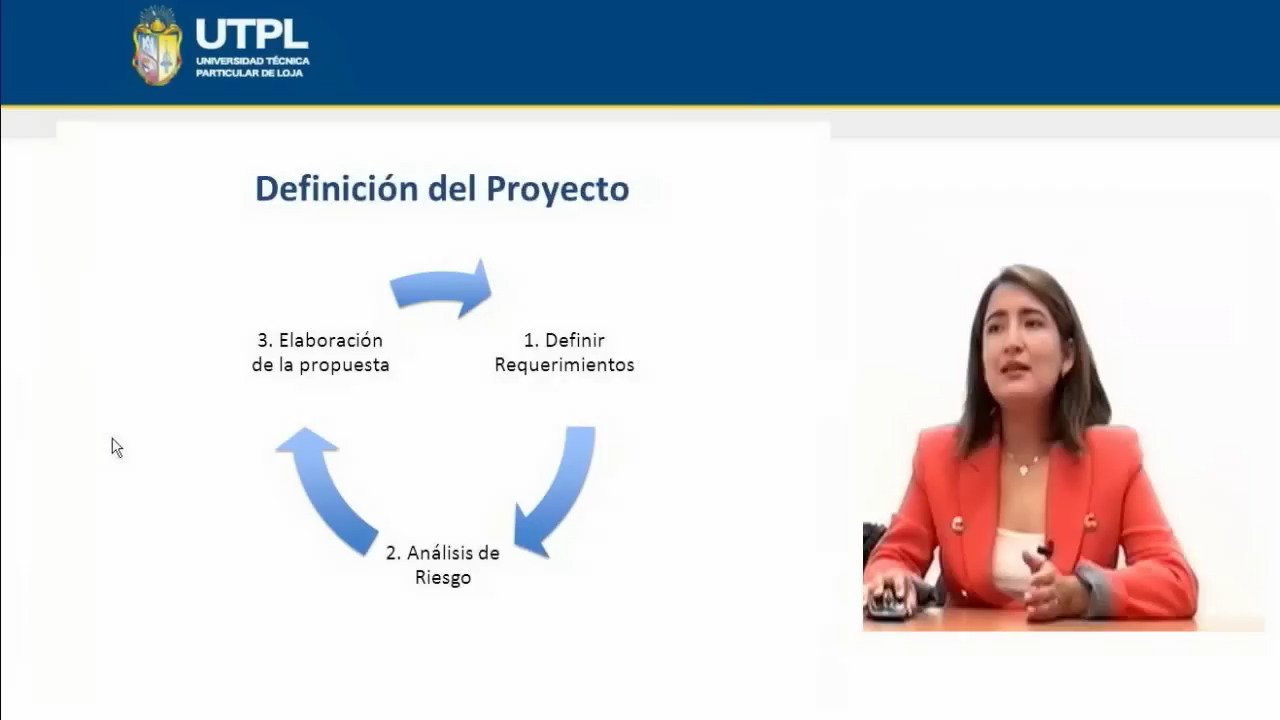 UTPL
UNIVERSIDAD TÉCNICA
PARTICULAR DE LOJA
Definición del Proyecto
3. Elaboración
de la propuesta
1. Definir
Requerimientos
2. Análisis de
Riesgo